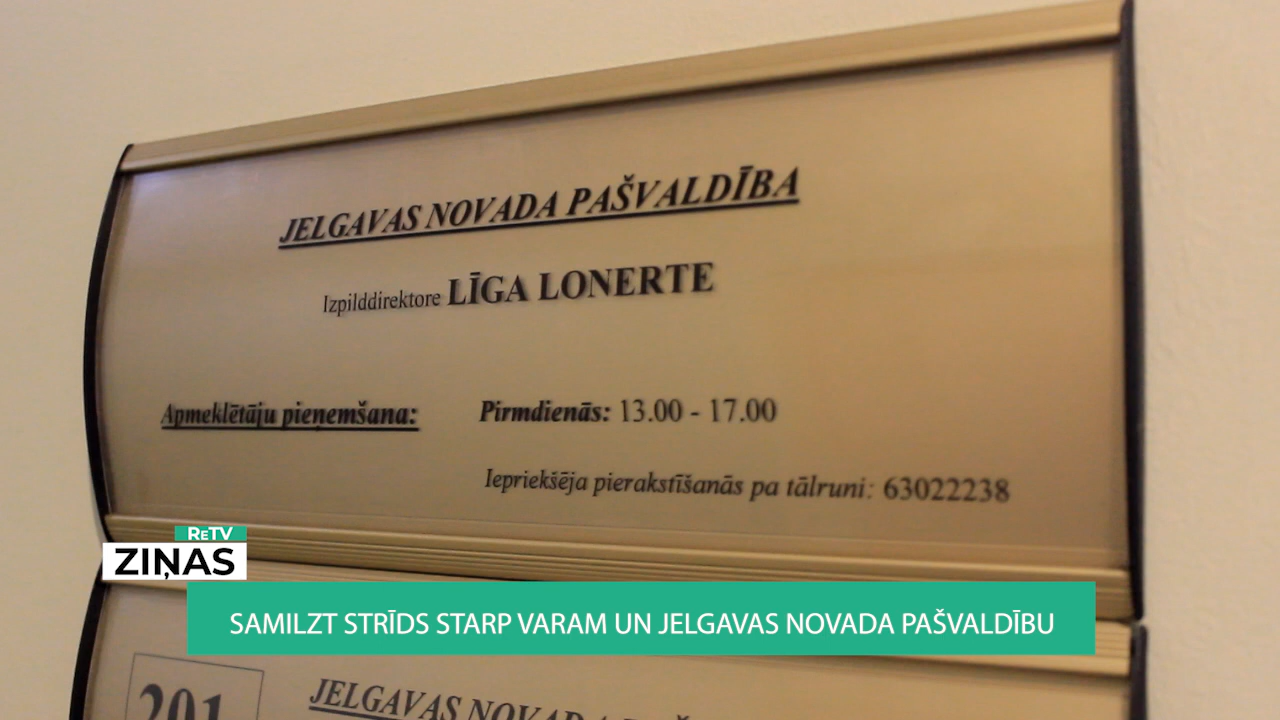 JELGAVAS NOVADA PAŠVALDĪBA
Izpilddirektore LĪGA LONERTE
Apmeklētāju pieņemšana: Pirmdienās: 13.00 - 17.00
Iepriekšēja pierakstīšanās pa tālruni: 63022238
ReTV
ZIŅAS
SAMILZT STRĪDS STARP VARAM UN JELGAVAS NOVADA PAŠVALDĪBU
201
JELGAVAS NOVADA